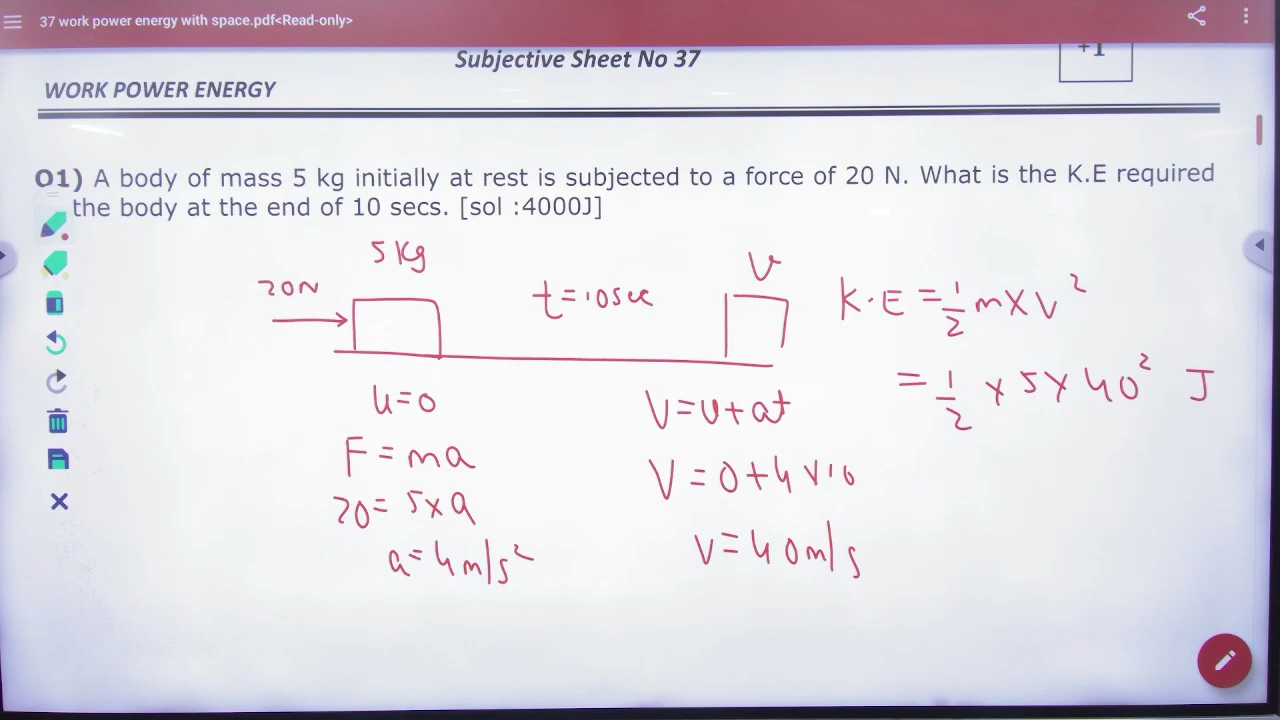 37 work power energy with space.pdf<Read-only>
Subjective Sheet No 37
+1
WORK POWER ENERGY
Q1) A body of mass 5 kg initially at rest is subjected to a force of 20 N. What is the K.E required
the body at the end of 10 secs. [sol :4000J]
5 Kg
20N
t=10sec
V
K.E = 1/2 m×V²
= 1/2 × 5 × 40² J
u=0
V=u+at
F = ma
V = 0+4×10
20= 5×a
v=40m/s
a=4m/s²